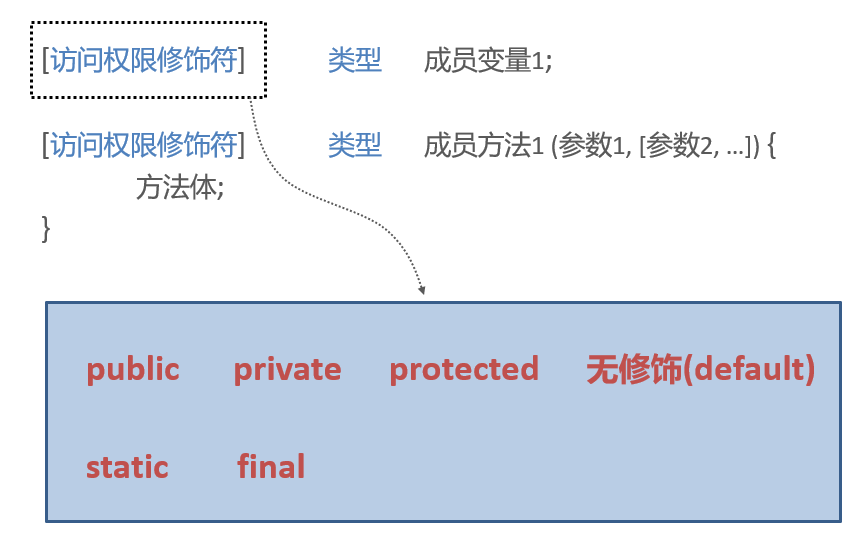 [访问权限修饰符] 类型 成员变量1;
[访问权限修饰符] 类型 成员方法1 (参数1, [参数2, ...]) {
方法体;
}
public private protected 无修饰(default)
static final